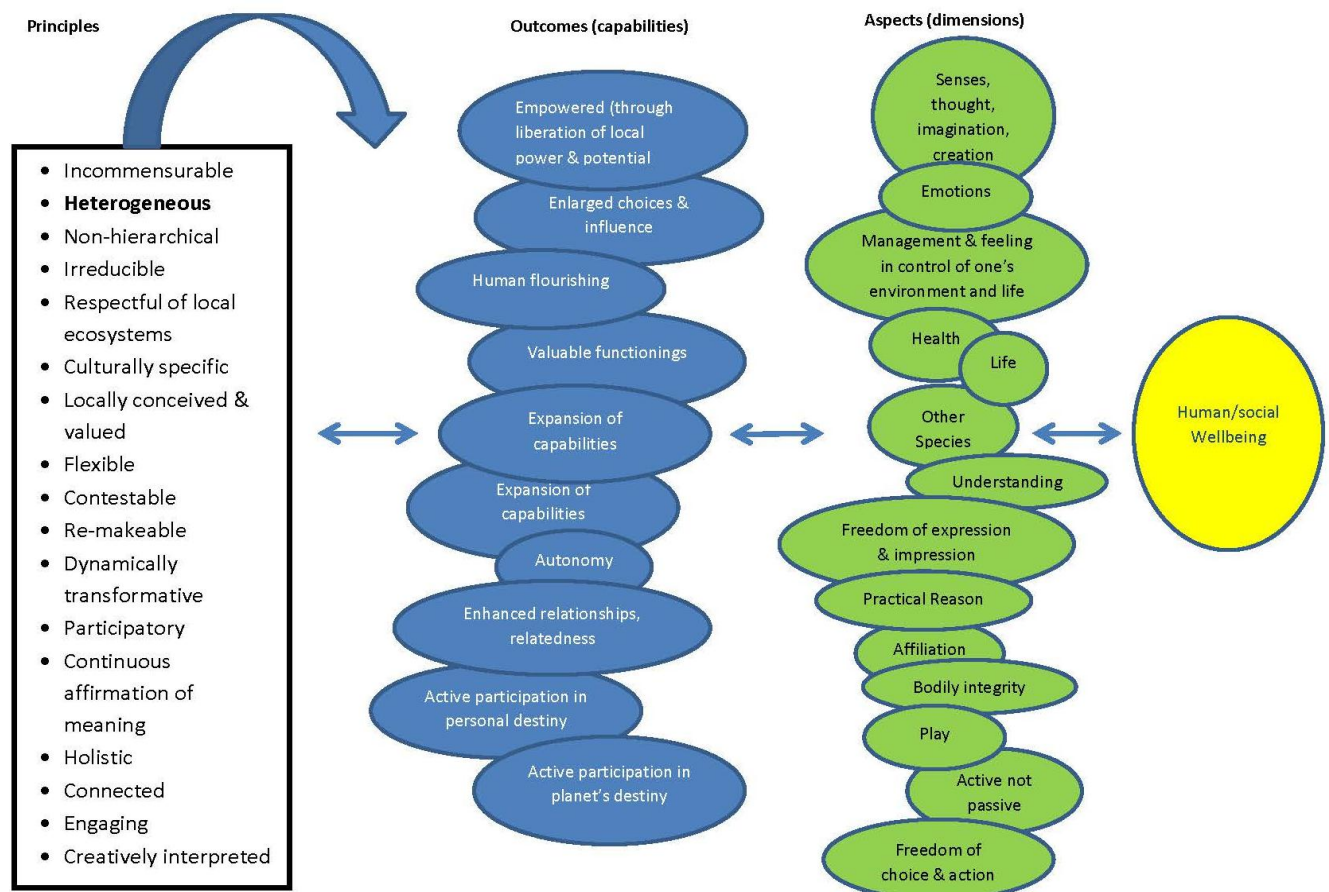 Principles
Outcomes (capabilities)
Aspects (dimensions)
Incommensurable
Heterogeneous
Non-hierarchical
Irreducible
Respectful of local
ecosystems
Culturally specific
Locally conceived &
valued
Flexible
Contestable
Re-makeable
Dynamically
transformative
Participatory
Continuous
affirmation of
meaning
Holistic
Connected
Engaging
Creatively interpreted
Empowered (through
liberation of local
power & potential
Enlarged choices &
influence
Human flourishing
Valuable functionings
Expansion of
capabilities
Expansion of
capabilities
Autonomy
Enhanced relationships,
relatedness
Active participation in
personal destiny
Active participation in
planet's destiny
Senses,
thought,
imagination,
creation
Emotions
Management & feeling
in control of one's
environment and life
Health
Life
Other
Species
Understanding
Freedom of expression
& impression
Practical Reason
Affiliation
Bodily integrity
Play
Active not
passive
Freedom of
choice & action
Human/social
Wellbeing